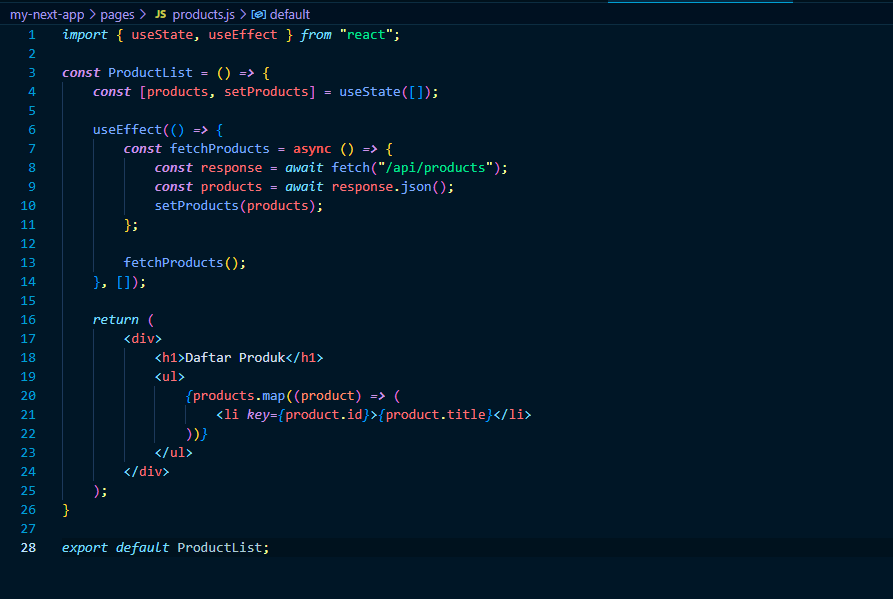 my-next-app > pages > JS products.js > default
1 import { useState, useEffect } from "react";
2
3 const ProductList = () => {
4     const [products, setProducts] = useState([]);
5
6     useEffect(() => {
7         const fetchProducts = async () => {
8             const response = await fetch("/api/products");
9             const products = await response.json();
10             setProducts(products);
11         };
12
13         fetchProducts();
14     }, []);
15
16     return (
17         <div>
18             <h1>Daftar Produk</h1>
19             <ul>
20                 {products.map((product) => (
21                     <li key={product.id}>{product.title}</li>
22                 ))}
23             </ul>
24         </div>
25     );
26 }
27
28 export default ProductList;